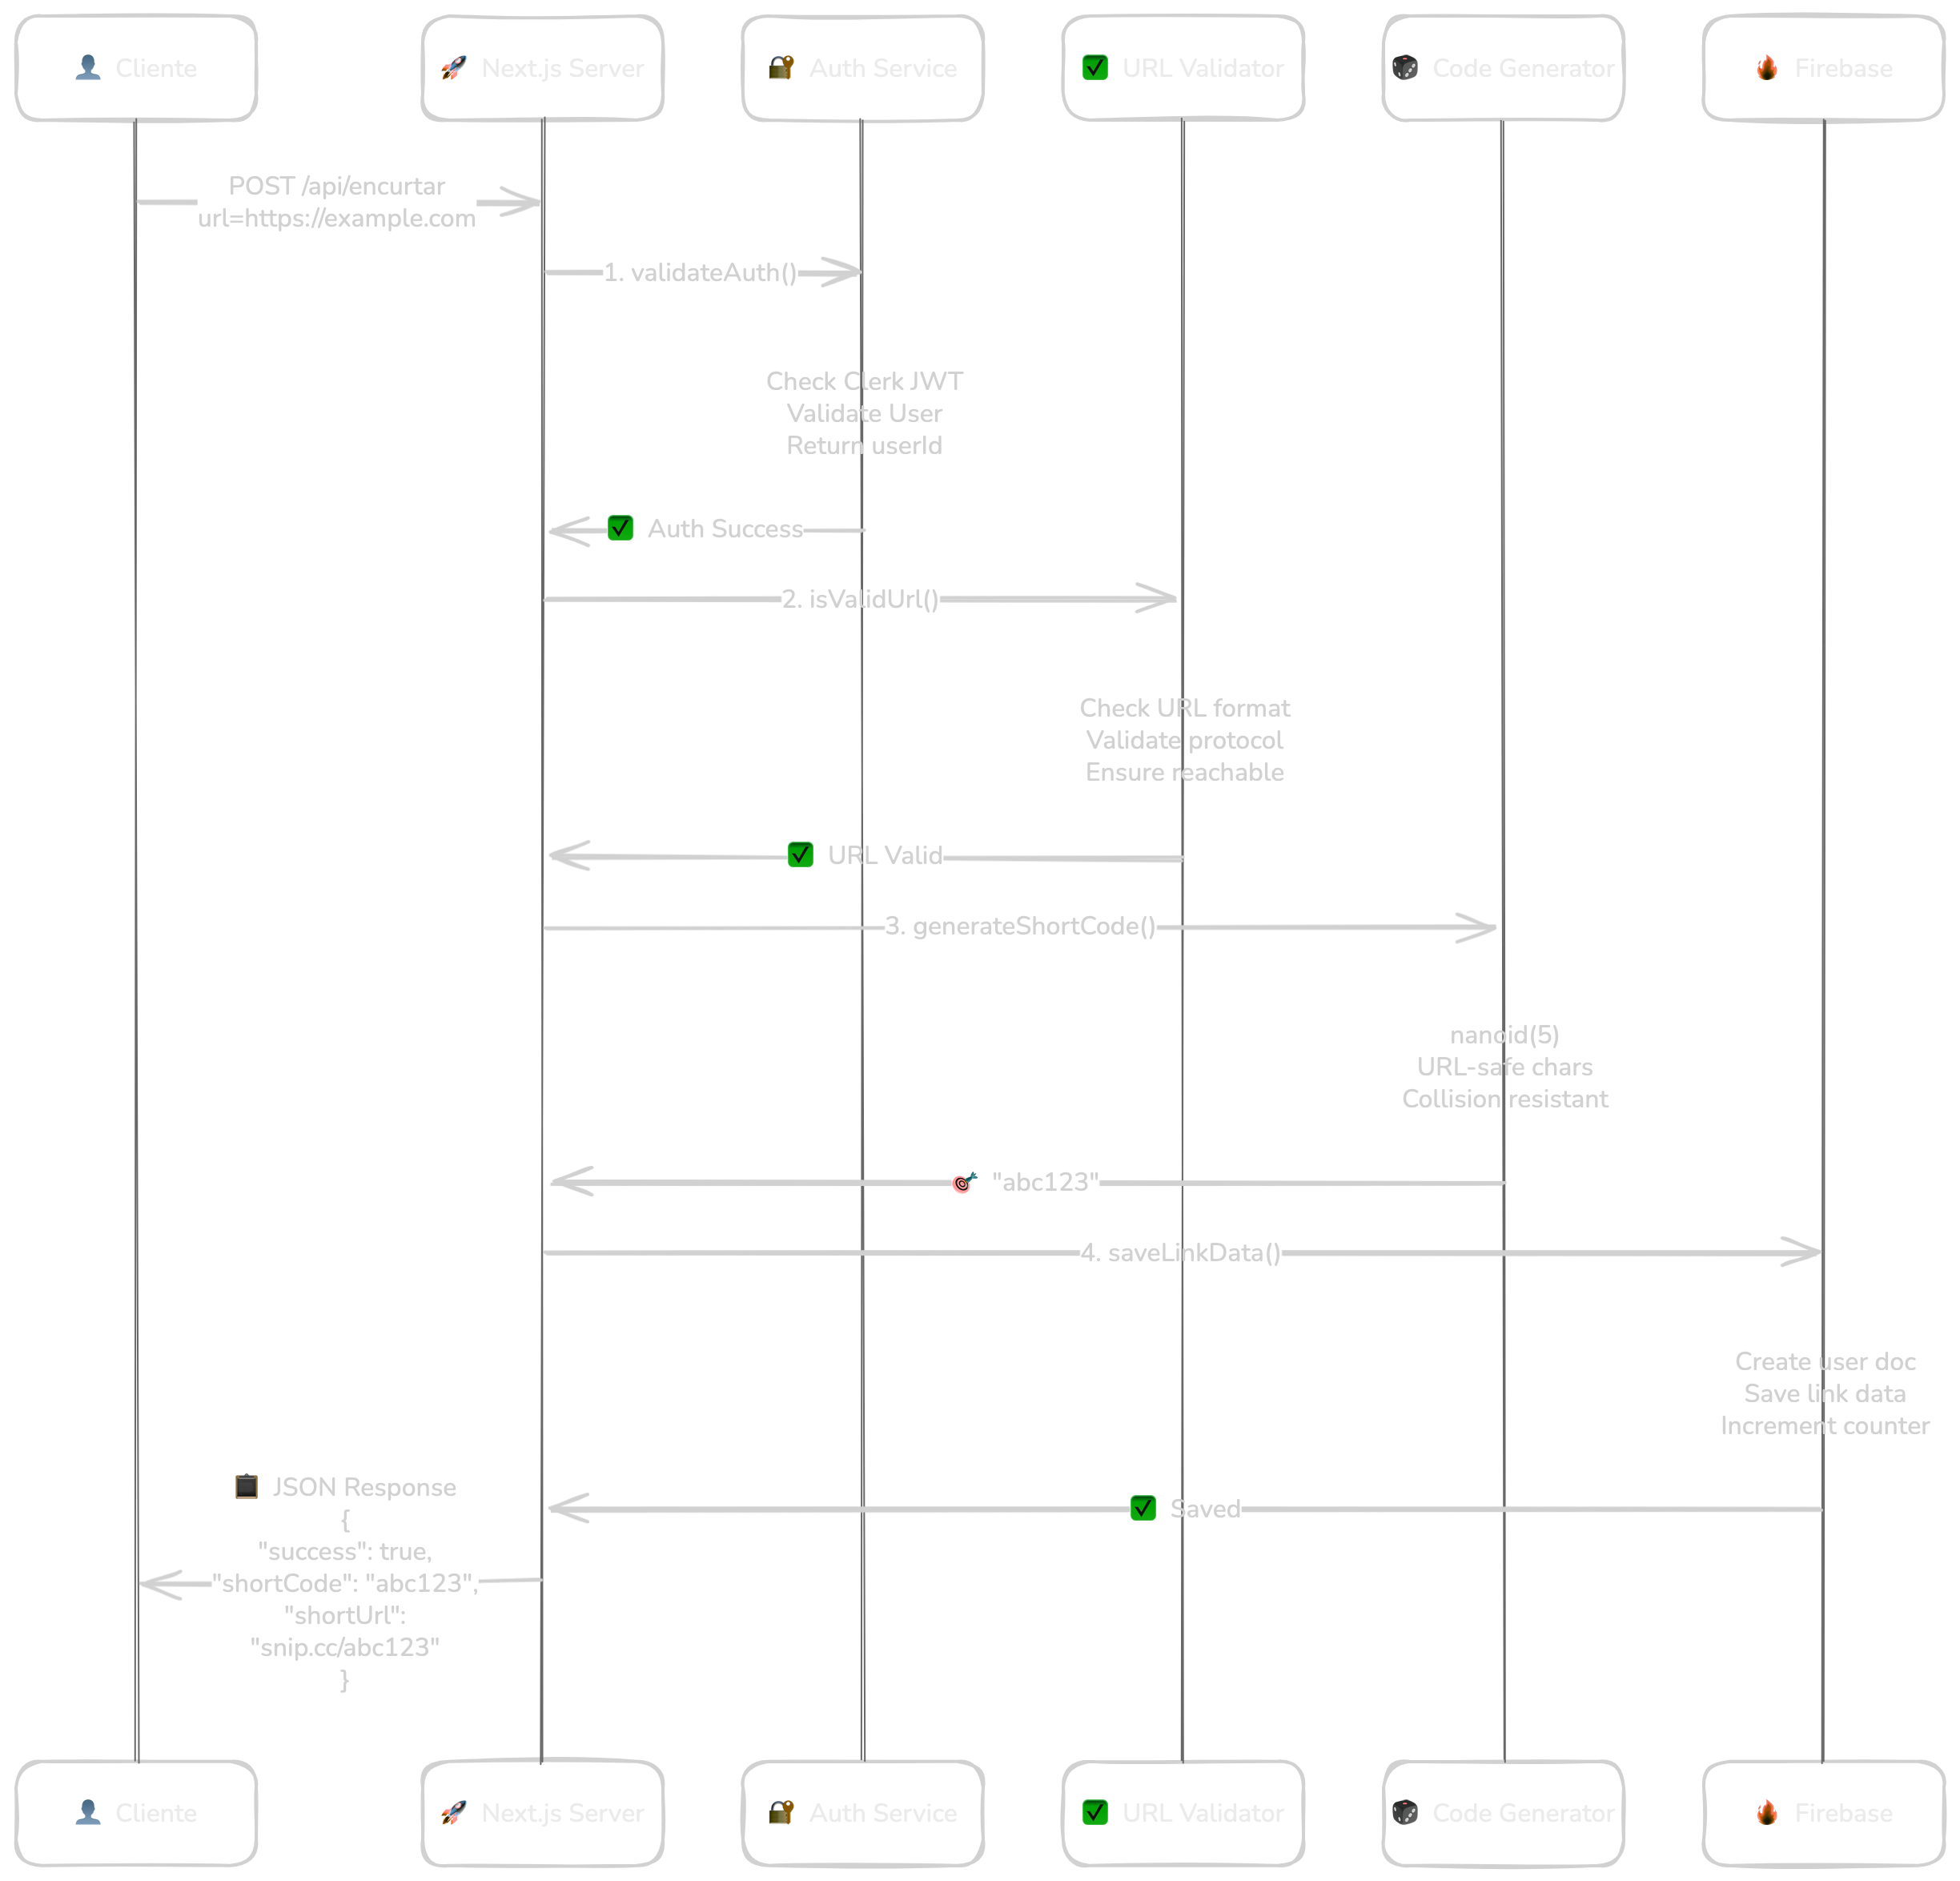 👤 Cliente
🚀 Next.js Server
🔐 Auth Service
✅ URL Validator
🎲 Code Generator
🔥 Firebase
POST /api/encurtar
url=https://example.com
1. validateAuth()
Check Clerk JWT
Validate User
Return userId
✅ Auth Success
2. isValidUrl()
Check URL format
Validate protocol
Ensure reachable
✅ URL Valid
3. generateShortCode()
nanoid(5)
URL-safe chars
Collision resistant
🎯 "abc123"
4. saveLinkData()
Create user doc
Save link data
Increment counter
✅ Saved
📋 JSON Response
{
"success": true,
"shortCode": "abc123",
"shortUrl":
"snip.cc/abc123"
}
👤 Cliente
🚀 Next.js Server
🔐 Auth Service
✅ URL Validator
🎲 Code Generator
🔥 Firebase